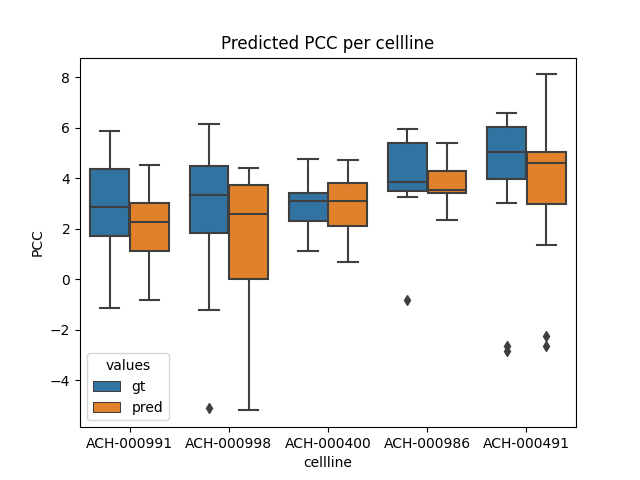 Predicted PCC per cellline
PCC
8
6
4
2
0
−2
−4
values
gt
pred
ACH-000991 ACH-000998 ACH-000400 ACH-000986 ACH-000491
cellline